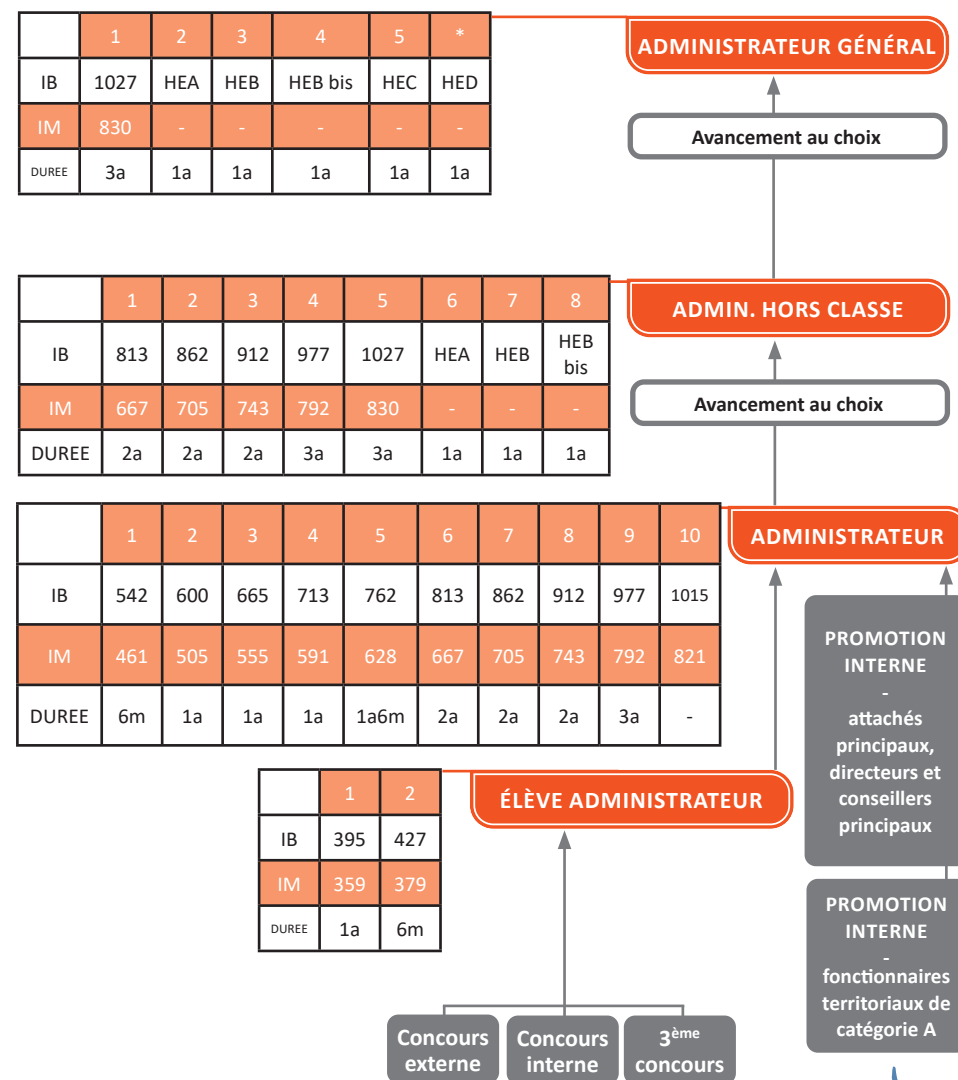 1 2 3 4 5 *
IB 1027 HEA HEB HEB bis HEC HED
IM 830 - - - - -
DUREE 3a 1a 1a 1a 1a 1a
ADMINISTRATEUR GÉNÉRAL
Avancement au choix
1 2 3 4 5 6 7 8
IB 813 862 912 977 1027 HEA HEB HEB bis
IM 667 705 743 792 830 - - -
DUREE 2a 2a 2a 3a 3a 1a 1a 1a
ADMIN. HORS CLASSE
Avancement au choix
1 2 3 4 5 6 7 8 9 10
IB 542 600 665 713 762 813 862 912 977 1015
IM 461 505 555 591 628 667 705 743 792 821
DUREE 6m 1a 1a 1a 1a6m 2a 2a 2a 3a -
ADMINISTRATEUR
PROMOTION
INTERNE
-
attachés
principaux,
directeurs et
conseillers
principaux
1 2
IB 395 427
IM 359 379
DUREE 1a 6m
ÉLÈVE ADMINISTRATEUR
PROMOTION
INTERNE
-
fonctionnaires
territoriaux de
catégorie A
Concours
externe
Concours
interne
3ème
concours